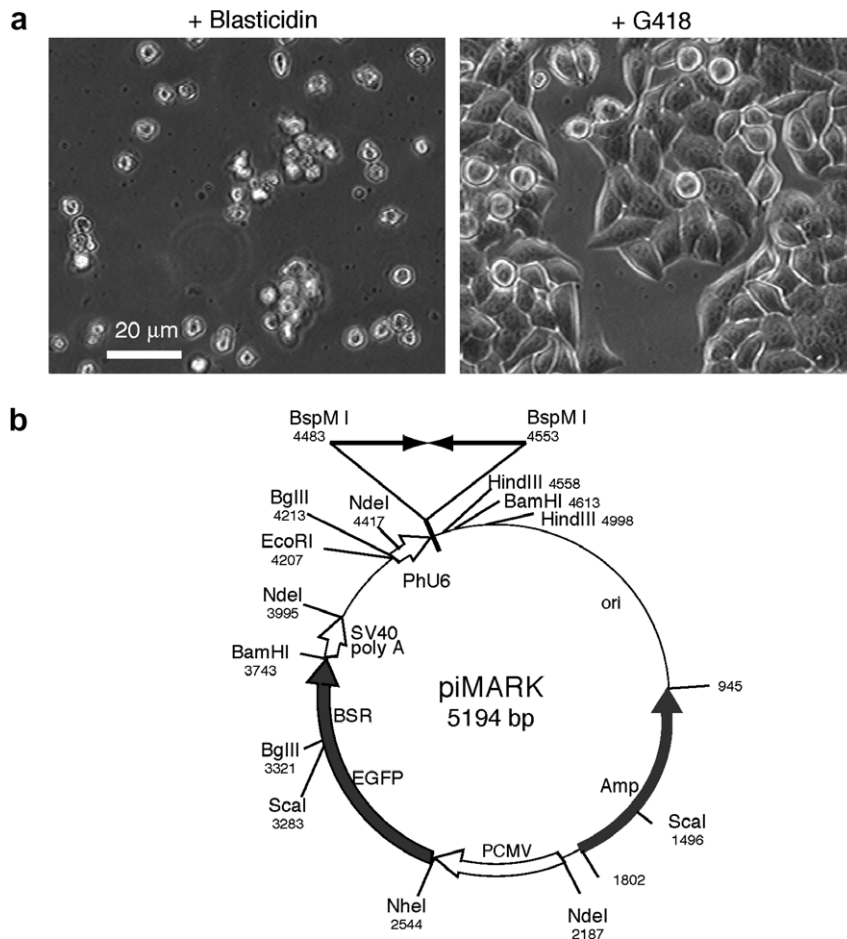 a
+ Blasticidin
+ G418
20 μm
b
BspM I
4483
BspM I
4553
HindIII 4558
BamHI 4613
HindIII 4998
NdeI
4417
BglII
4213
EcoRI
4207
PhU6
NdeI
3995
SV40
poly A
BamHI
3743
ori
piMARK
5194 bp
945
BSR
BglII
3321
EGFP
ScaI
3283
Amp
ScaI
1496
PCMV
1802
NheI
2544
NdeI
2187